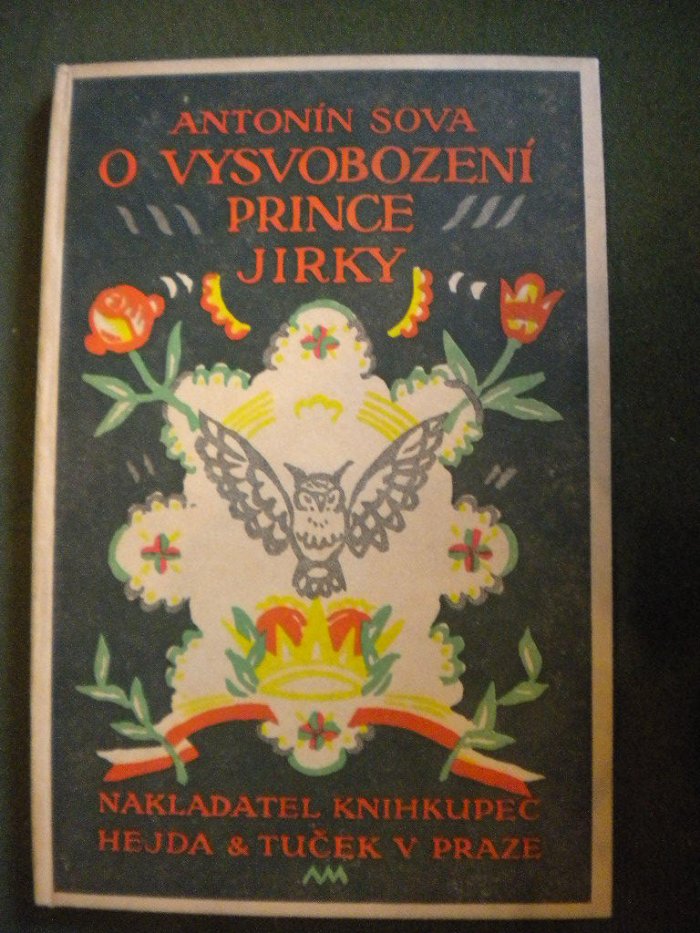 ANTONÍN SOVA
O VYSVOBOZENÍ
PRINCE
JIRKY
NAKLADATEL KNIHKUPEC
HEJDA & TUČEK V PRAZE